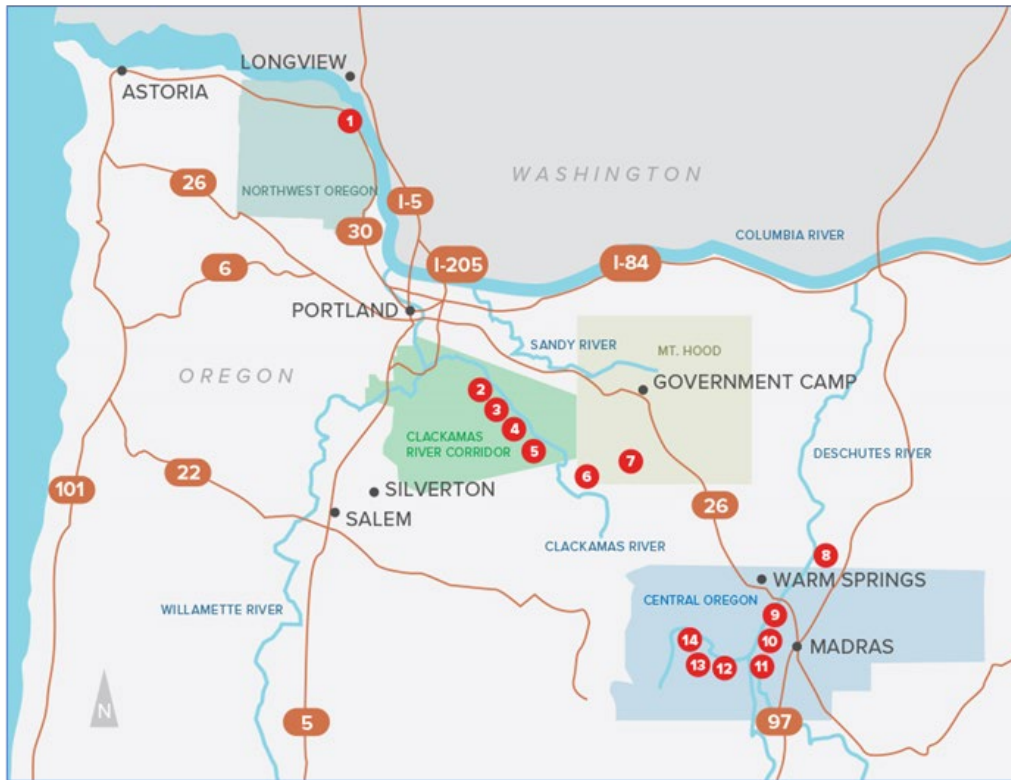 LONGVIEW
ASTORIA
1
WASHINGTON
26
NORTHWEST OREGON
I-5
30
COLUMBIA RIVER
6
I-205
I-84
PORTLAND
SANDY RIVER
MT. HOOD
OREGON
GOVERNMENT CAMP
2
3
4
CLACKAMAS
RIVER CORRIDOR
5
DESCHUTES RIVER
7
6
22
101
SILVERTON
26
SALEM
CLACKAMAS RIVER
8
WARM SPRINGS
CENTRAL OREGON
WILLAMETTE RIVER
9
14
10
MADRAS
13
12
11
N
5
97